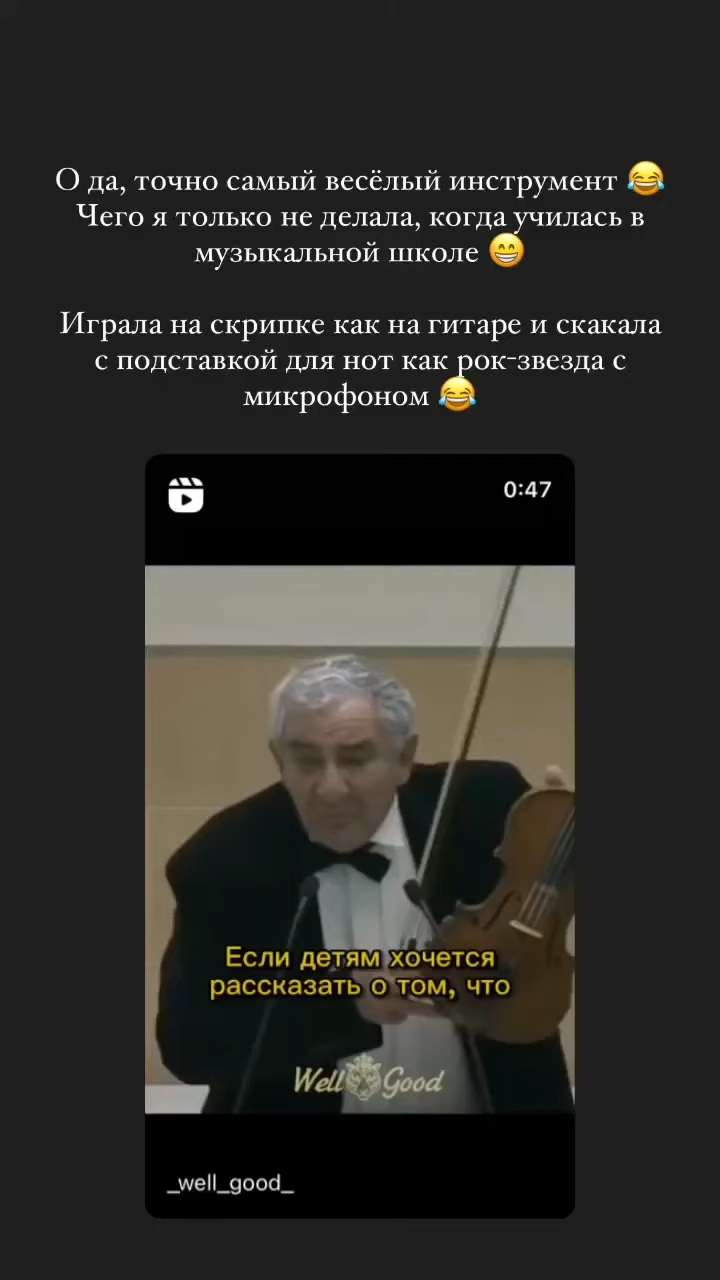 О да, точно самый весёлый инструмент 😂
Чего я только не делала, когда училась в
музыкальной школе 😁
Играла на скрипке как на гитаре и скакала
с подставкой для нот как рок-звезда с
микрофоном 😂
0:47
Если детям хочется
рассказать о том, что
Well Good
_well_good_